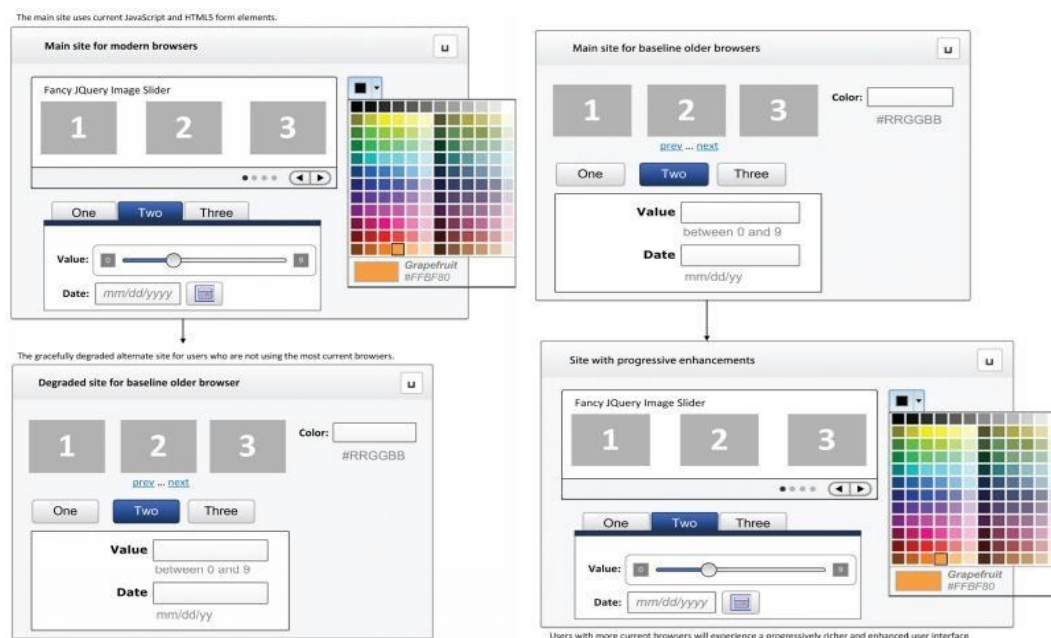 The main site uses current JavaScript and HTML5 form elements.
Main site for modern browsers
u
Fancy JQuery Image Slider
1 2 3
One Two Three
Value: 0 9
Date: mm/dd/yyyy
Grapefruit
#FFBF80
The gracefully degraded alternate site for users who are not using the most current browsers.
Degraded site for baseline older browser
u
1 2 3
prev ... next
Color:
#RRGGBB
One Two Three
Value
between 0 and 9
Date
mm/dd/yy
Main site for baseline older browsers
u
1 2 3
prev ... next
Color:
#RRGGBB
One Two Three
Value
between 0 and 9
Date
mm/dd/yy
Site with progressive enhancements
u
Fancy JQuery Image Slider
1 2 3
One Two Three
Value: 0 9
Date: mm/dd/yyyy
Grapefruit
#FFBF80
Users with more current browsers will experience a progressively richer and enhanced user interface